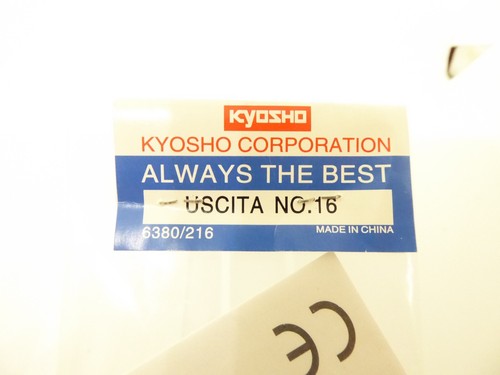 KYOSHO
KYOSHO CORPORATION
ALWAYS THE BEST
USCITA NO.16
6380/216 MADE IN CHINA
CE